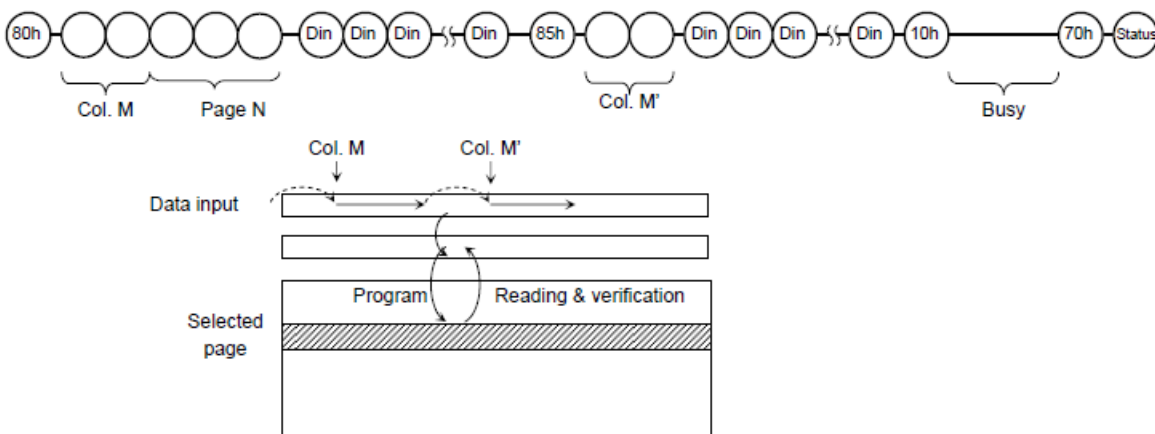 80h Din Din Din Din 85h Din Din Din Din 10h 70h Status
Col. M Page N Col. M' Busy
Col. M Col. M'
Data input
Program Reading & verification
Selected
page